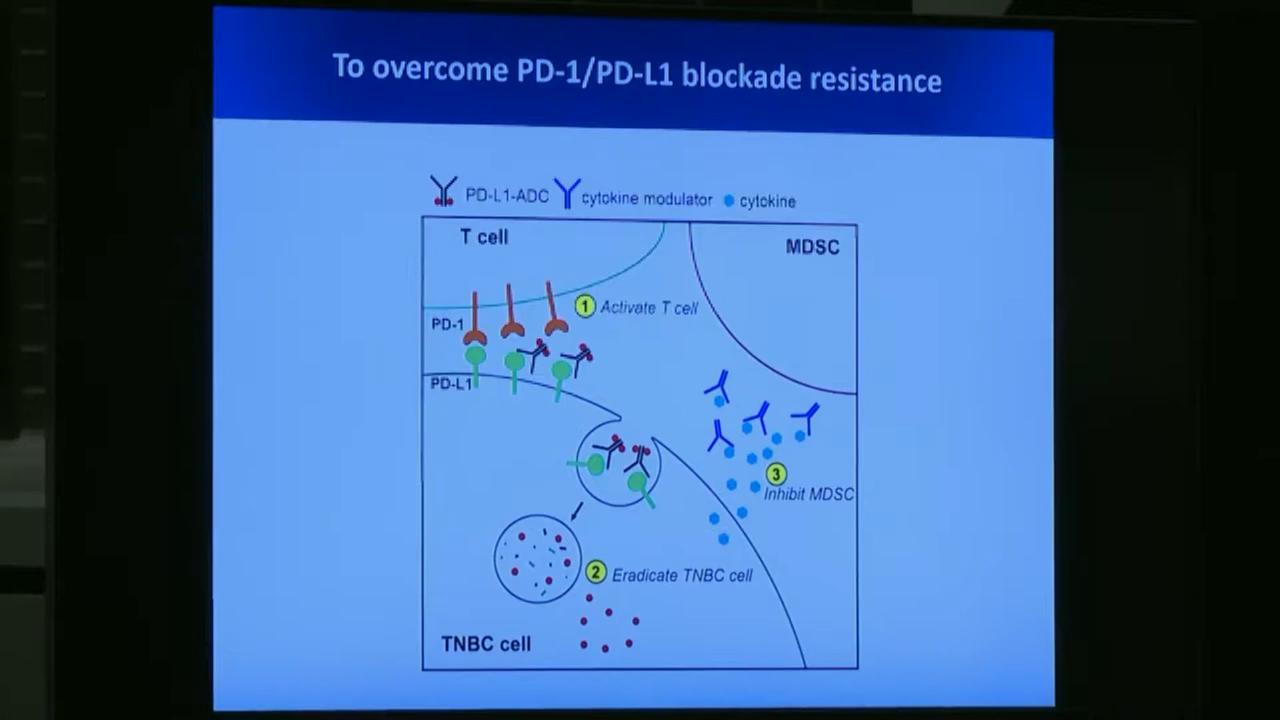 To overcome PD-1/PD-L1 blockade resistance
PD-L1-ADC cytokine modulator cytokine
T cell
MDSC
1 Activate T cell
PD-1
PD-L1
3
Inhibit MDSC
2 Eradicate TNBC cell
TNBC cell